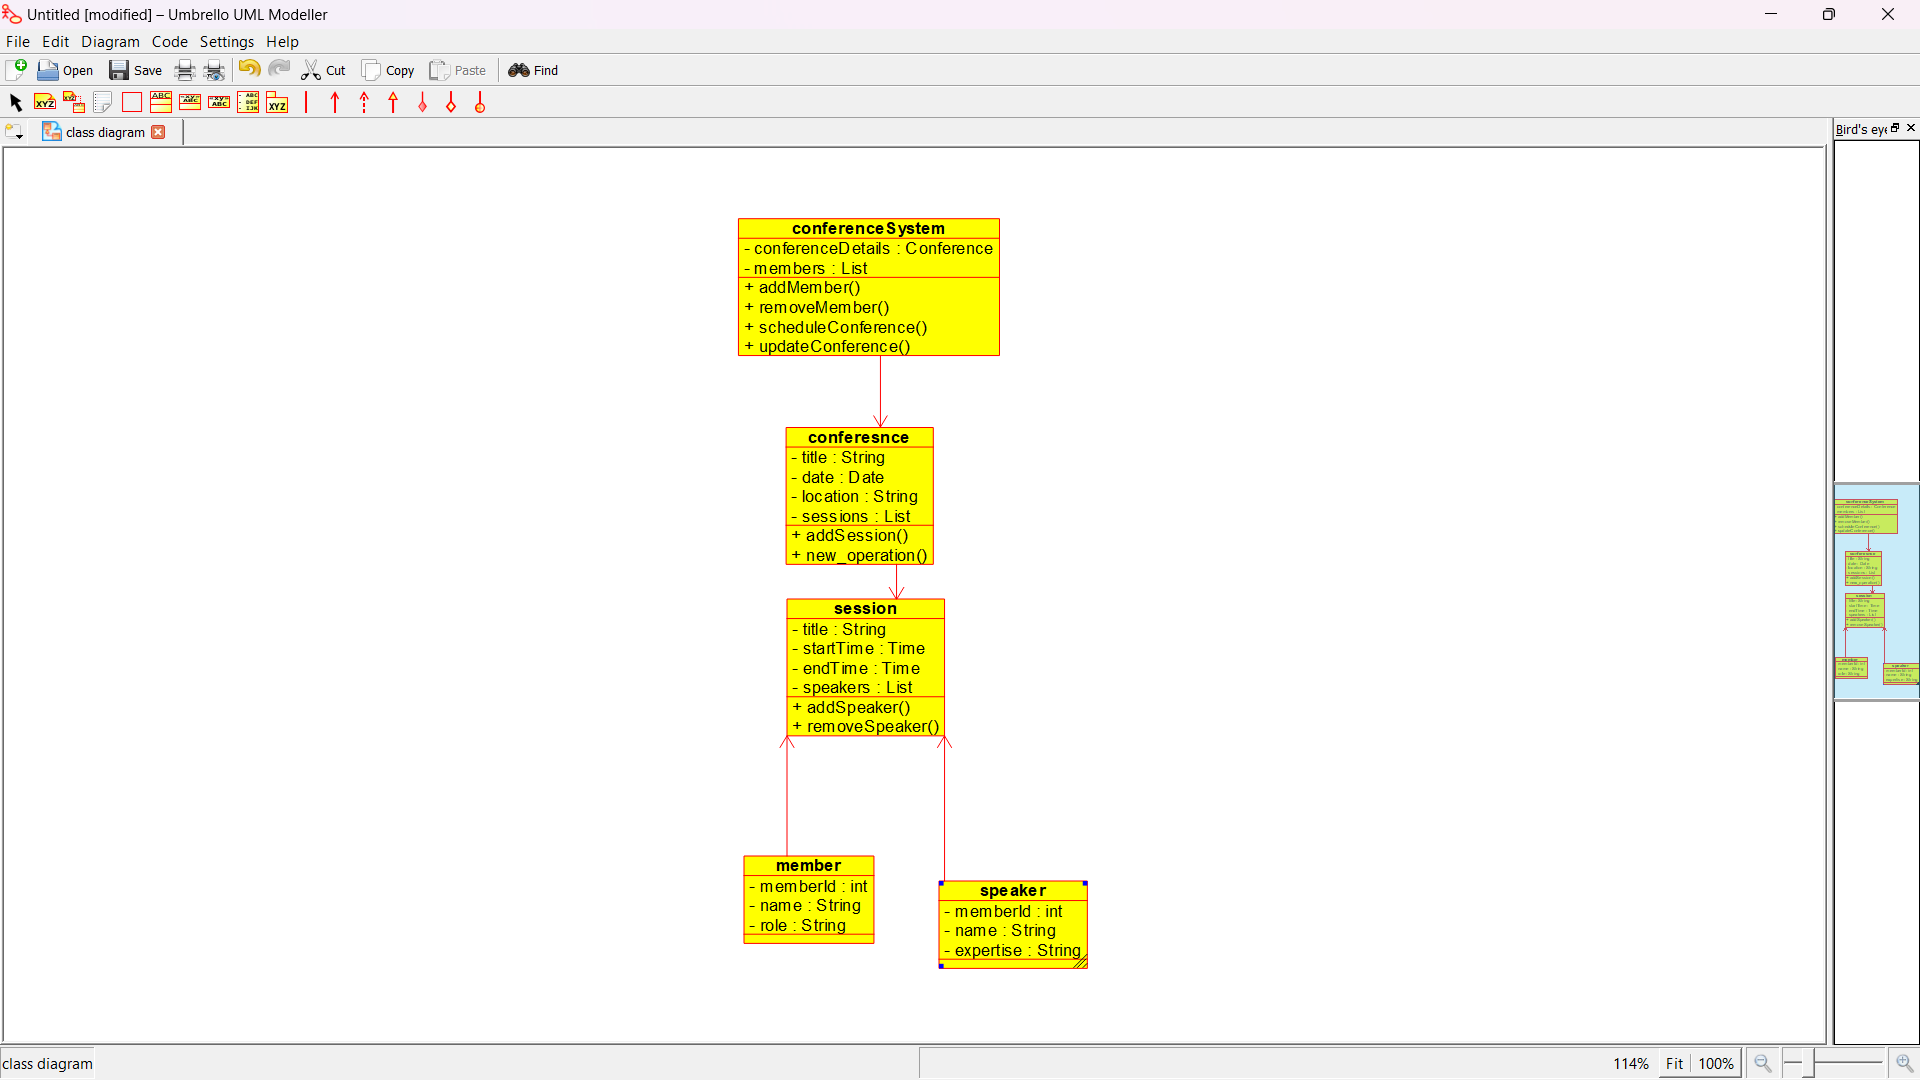 Untitled [modified] – Umbrello UML Modeller
File Edit Diagram Code Settings Help
Open Save Cut Copy Paste Find
class diagram
Bird's eye
conferenceSystem
- conferenceDetails : Conference
- members : List
+ addMember()
+ removeMember()
+ scheduleConference()
+ updateConference()
conferesnce
- title : String
- date : Date
- location : String
- sessions : List
+ addSession()
+ new_operation()
session
- title : String
- startTime : Time
- endTime : Time
- speakers : List
+ addSpeaker()
+ removeSpeaker()
member
- memberId : int
- name : String
- role : String
speaker
- memberId : int
- name : String
- expertise : String
class diagram
114% Fit 100%